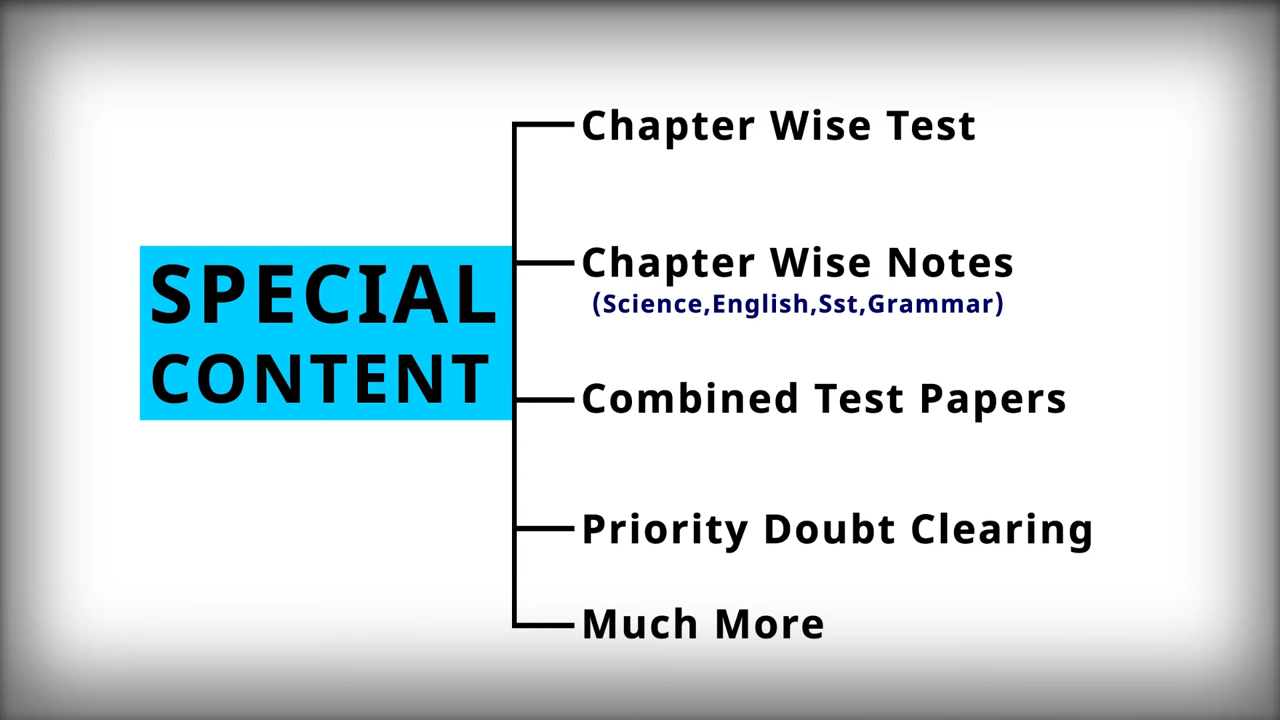 SPECIAL
CONTENT
Chapter Wise Test
Chapter Wise Notes
(Science,English,Sst,Grammar)
Combined Test Papers
Priority Doubt Clearing
Much More